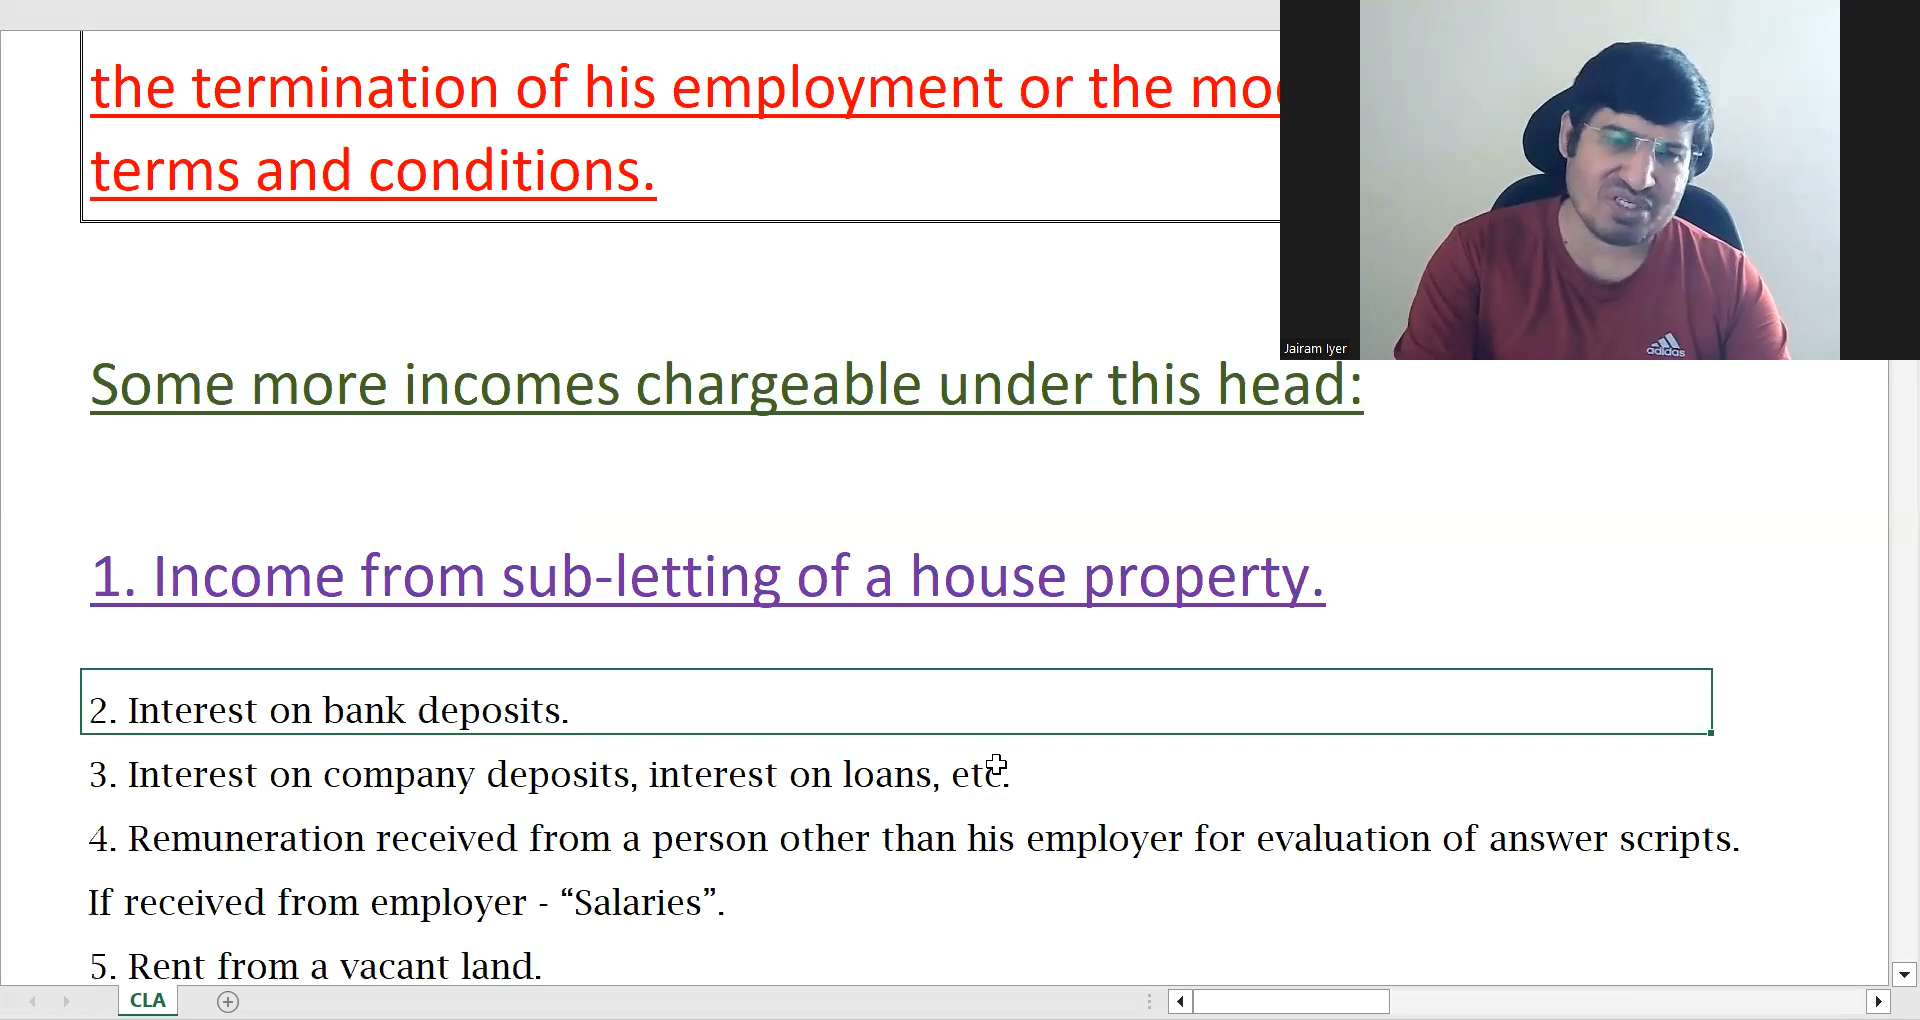 the termination of his employment or the
terms and conditions.
Jairam Iyer
adidas
Some more incomes chargeable under this head:
1. Income from sub-letting of a house property.
2. Interest on bank deposits.
3. Interest on company deposits, interest on loans, etc.
4. Remuneration received from a person other than his employer for evaluation of answer scripts.
If received from employer - “Salaries”.
5. Rent from a vacant land.
CLA